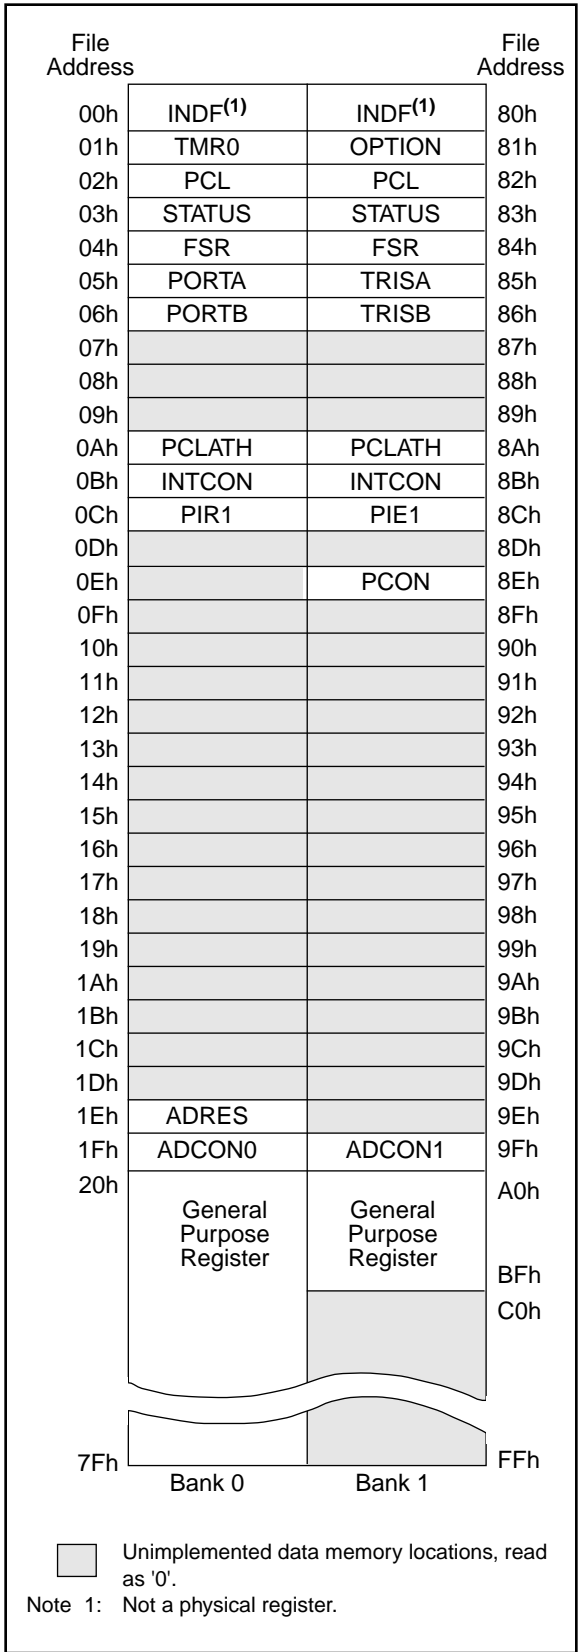 File Address File Address
00h INDF(1) INDF(1) 80h
01h TMR0 OPTION 81h
02h PCL PCL 82h
03h STATUS STATUS 83h
04h FSR FSR 84h
05h PORTA TRISA 85h
06h PORTB TRISB 86h
07h 87h
08h 88h
09h 89h
0Ah PCLATH PCLATH 8Ah
0Bh INTCON INTCON 8Bh
0Ch PIR1 PIE1 8Ch
0Dh 8Dh
0Eh PCON 8Eh
0Fh 8Fh
10h 90h
11h 91h
12h 92h
13h 93h
14h 94h
15h 95h
16h 96h
17h 97h
18h 98h
19h 99h
1Ah 9Ah
1Bh 9Bh
1Ch 9Ch
1Dh 9Dh
1Eh ADRES 9Eh
1Fh ADCON0 ADCON1 9Fh
20h A0h
General General
Purpose Purpose
Register Register
BFh
C0h
7Fh FFh
Bank 0 Bank 1
Unimplemented data memory locations, read
as '0'.
Note 1: Not a physical register.